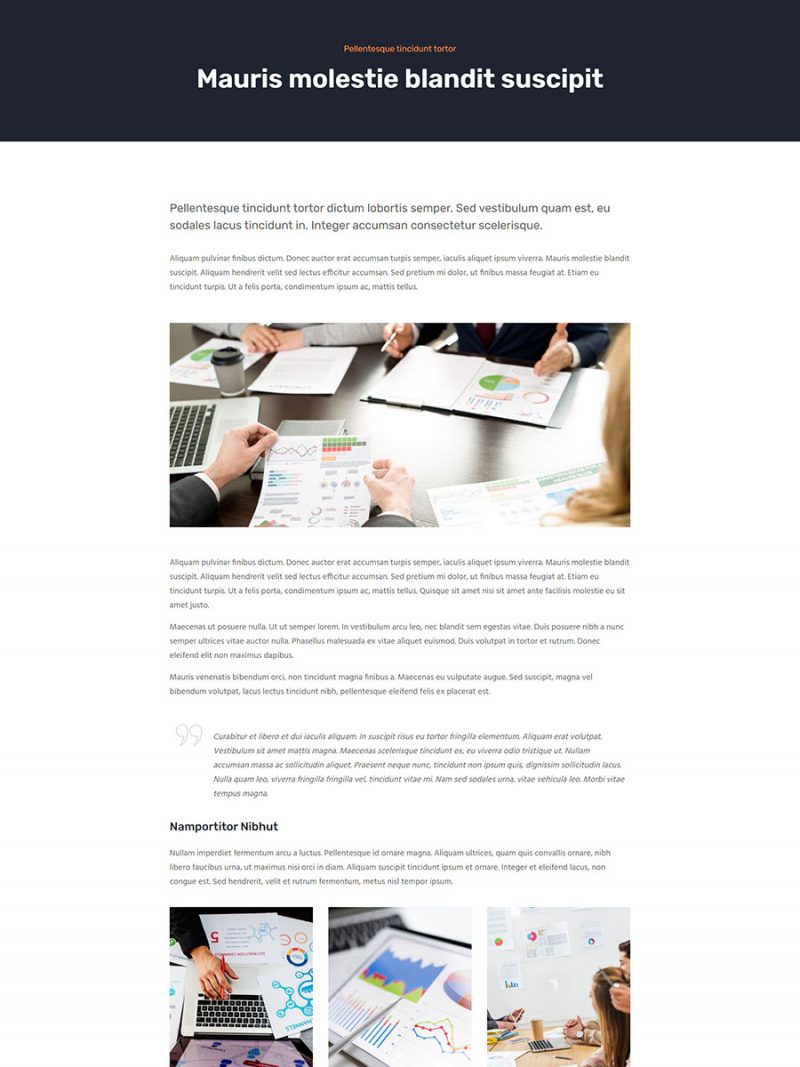 Pellentesque tincidunt tortor
Mauris molestie blandit suscipit
Pellentesque tincidunt tortor dictum lobortis semper. Sed vestibulum quam est, eu
sodales lacus tincidunt in. Integer accumsan consectetur scelerisque.
Aliquam pulvinar finibus dictum. Donec auctor erat accumsan turpis semper, iaculis aliquet ipsum viverra. Mauris molestie blandit
suscipit. Aliquam hendrerit velit sed lectus efficitur accumsan. Sed pretium mi dolor, ut finibus massa feugiat at. Etiam eu
tincidunt turpis. Ut a felis porta, condimentum ipsum ac, mattis tellus.
Aliquam pulvinar finibus dictum. Donec auctor erat accumsan turpis semper, iaculis aliquet ipsum viverra. Mauris molestie blandit
suscipit. Aliquam hendrerit velit sed lectus efficitur accumsan. Sed pretium mi dolor, ut finibus massa feugiat at. Etiam eu
tincidunt turpis. Ut a felis porta, condimentum ipsum ac, mattis tellus. Quisque sit amet nisi sit amet ante facilisis molestie eu sit
amet justo.
Maecenas ut posuere nulla. Ut ut semper lorem. In vestibulum arcu leo, nec blandit sem egestas vitae. Duis posuere nibh a nunc
semper ultrices vitae auctor nulla. Phasellus malesuada ex vitae aliquet euismod. Duis volutpat in tortor et rutrum. Donec
eleifend elit non maximus dapibus.
Mauris venenatis bibendum orci, non tincidunt magna finibus a. Maecenas eu vulputate augue. Sed suscipit, magna vel
bibendum volutpat, lacus lectus tincidunt nibh, pellentesque eleifend felis ex placerat est.
Curabitur et libero et dui iaculis aliquam. In suscipit risus eu tortor fringilla elementum. Aliquam erat volutpat.
Vestibulum sit amet mattis magna. Maecenas scelerisque tincidunt ex, eu viverra odio tristique ut. Nullam
accumsan massa ac sollicitudin aliquet. Praesent neque nunc, tincidunt non ipsum quis, dignissim sollicitudin lacus.
Nulla quam leo, viverra fringilla fringilla vel, tincidunt vitae mi. Nam sed sodales urna, vitae vehicula leo. Morbi vitae
tempus magna.
Namportitor Nibhut
Nullam imperdiet fermentum arcu a luctus. Pellentesque id ornare magna. Aliquam ultrices, quam quis convallis ornare, nibh
libero faucibus urna, ut maximus nisi orci in diam. Aliquam suscipit tincidunt ipsum et ornare. Integer et eleifend lacus, non
congue est. Sed hendrerit, velit et rutrum fermentum, metus nisl tempor ipsum.